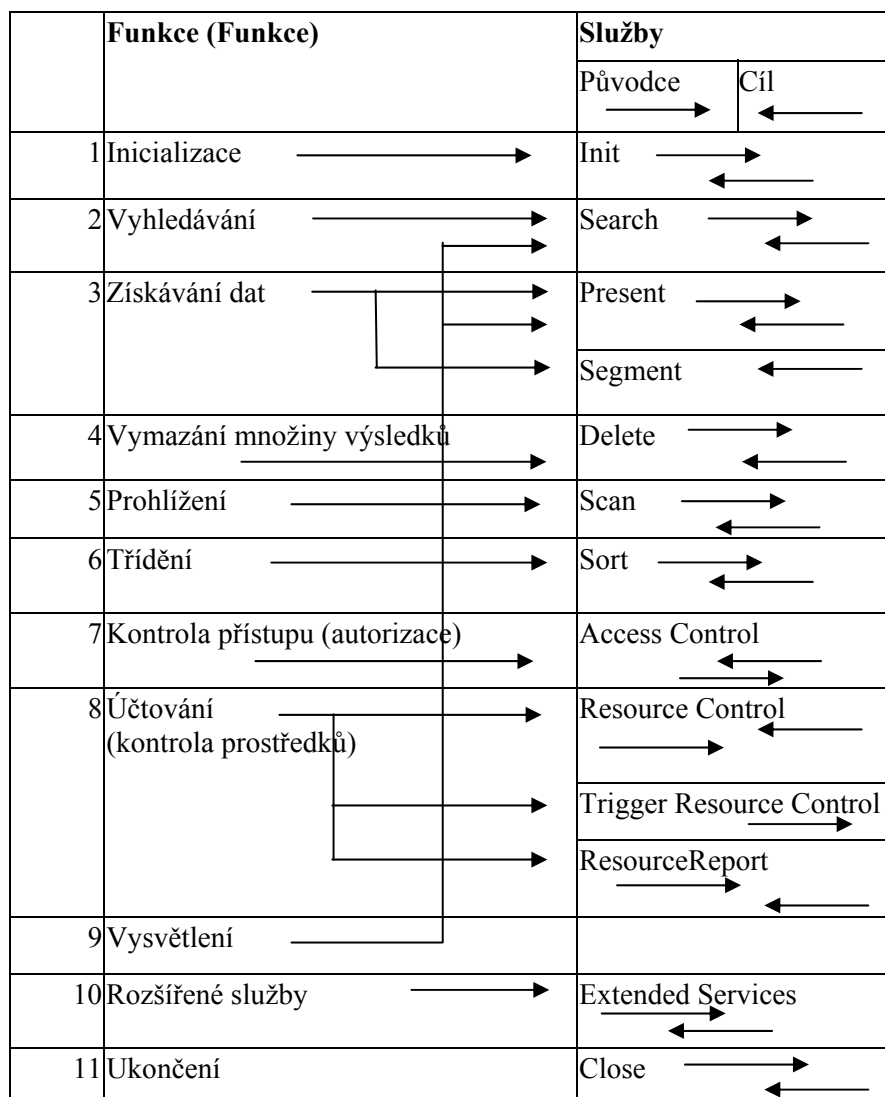 Funkce (Funkce)
Služby
Původce
Cíl
1 Inicializace
Init
2 Vyhledávání
Search
3 Získávání dat
Present
Segment
4 Vymazání množiny výsledků
Delete
5 Prohlížení
Scan
6 Třídění
Sort
7 Kontrola přístupu (autorizace)
Access Control
8 Účtování
(kontrola prostředků)
Resource Control
Trigger Resource Control
ResourceReport
9 Vysvětlení
10 Rozšířené služby
Extended Services
11 Ukončení
Close